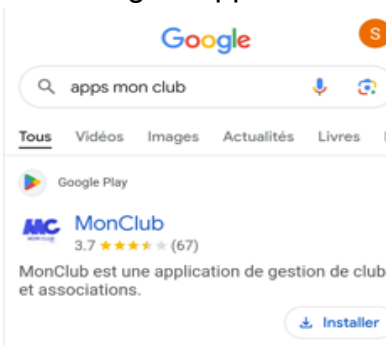 Google
S
apps mon club
Tous Vidéos Images Actualités Livres
Google Play
MC
MonClub
3.7 ★★★★★ (67)
MonClub est une application de gestion de club
et associations.
Installer